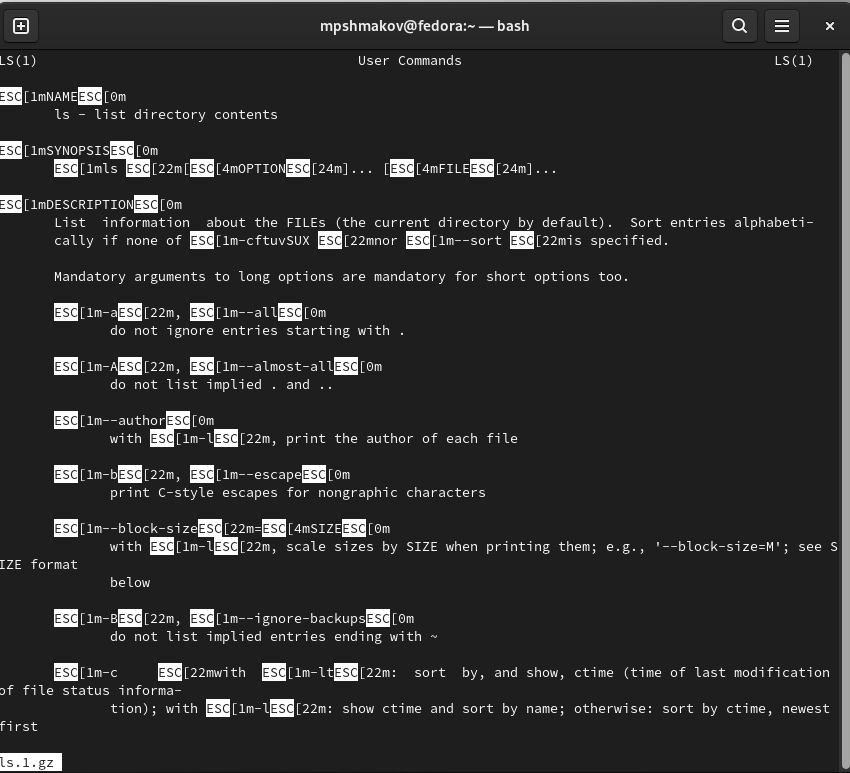 mpshmakov@fedora:~ — bash
LS(1)                                        User Commands                                       LS(1)
ESC[1mNAMEESC[0m
       ls - list directory contents
ESC[1mSYNOPSISESC[0m
       ESC[1mls ESC[22m[ESC[4mOPTIONESC[24m]... [ESC[4mFILEESC[24m]...
ESC[1mDESCRIPTIONESC[0m
       List  information  about the FILEs (the current directory by default).  Sort entries alphabeti-
       cally if none of ESC[1m-cftuvSUX ESC[22mnor ESC[1m--sort ESC[22mis specified.
       Mandatory arguments to long options are mandatory for short options too.
       ESC[1m-aESC[22m, ESC[1m--allESC[0m
              do not ignore entries starting with .
       ESC[1m-AESC[22m, ESC[1m--almost-allESC[0m
              do not list implied . and ..
       ESC[1m--authorESC[0m
              with ESC[1m-lESC[22m, print the author of each file
       ESC[1m-bESC[22m, ESC[1m--escapeESC[0m
              print C-style escapes for nongraphic characters
       ESC[1m--block-sizeESC[22m=ESC[4mSIZEESC[0m
              with ESC[1m-lESC[22m, scale sizes by SIZE when printing them; e.g., '--block-size=M'; see S
IZE format
              below
       ESC[1m-BESC[22m, ESC[1m--ignore-backupsESC[0m
              do not list implied entries ending with ~
       ESC[1m-c     ESC[22mwith  ESC[1m-ltESC[22m:  sort  by, and show, ctime (time of last modification
of file status informa-
              tion); with ESC[1m-lESC[22m: show ctime and sort by name; otherwise: sort by ctime, newest
first
ls.1.gz